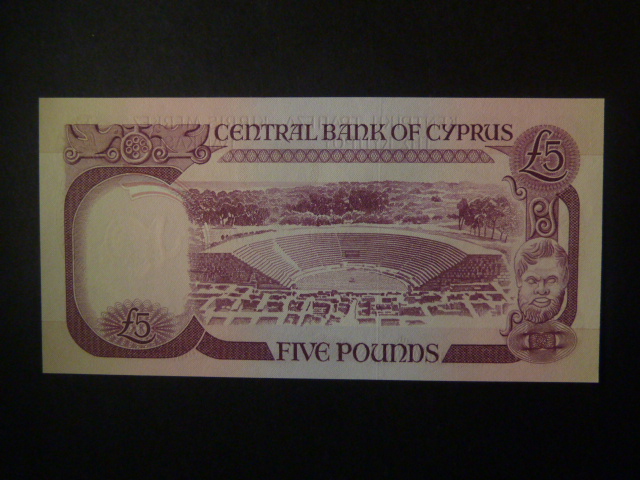 CENTRAL BANK OF CYPRUS
£5
£5
FIVE POUNDS